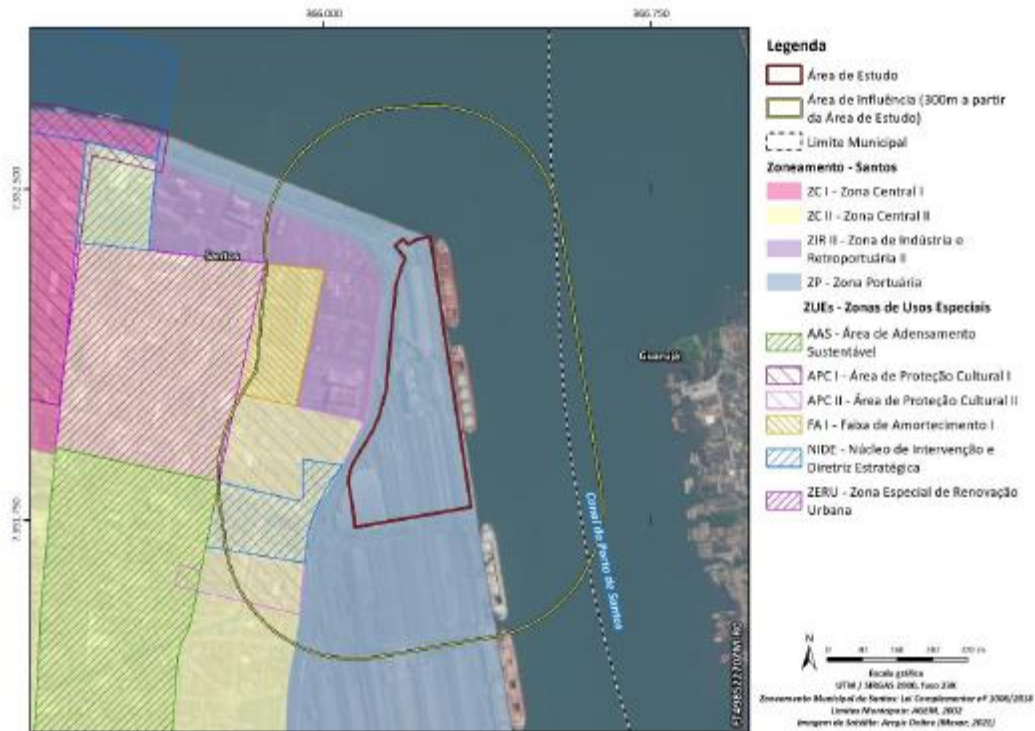 366.000
366.750
7.352.500
7.351.750
Santos
Guarujá
Canal do Porto de Santos
Legenda
Área de Estudo
Área de Influência (300m a partir
da Área de Estudo)
Limite Municipal
Zoneamento - Santos
ZC I - Zona Central I
ZC II - Zona Central II
ZIR II - Zona de Indústria e
Retroportuária II
ZP - Zona Portuária
ZUEs - Zonas de Usos Especiais
AAS - Área de Adensamento
Sustentável
APC I - Área de Proteção Cultural I
APC II - Área de Proteção Cultural II
FA I - Faixa de Amortecimento I
NIDE - Núcleo de Intervenção e
Diretriz Estratégica
ZERU - Zona Especial de Renovação
Urbana
N
0
m
Escala gráfica
UTM / SIRGAS 2000, Fuso 23K
Zoneamento Municipal de Santos: Lei Complementar nº
Limites Municipais: 2002
Imagem de Satélite: